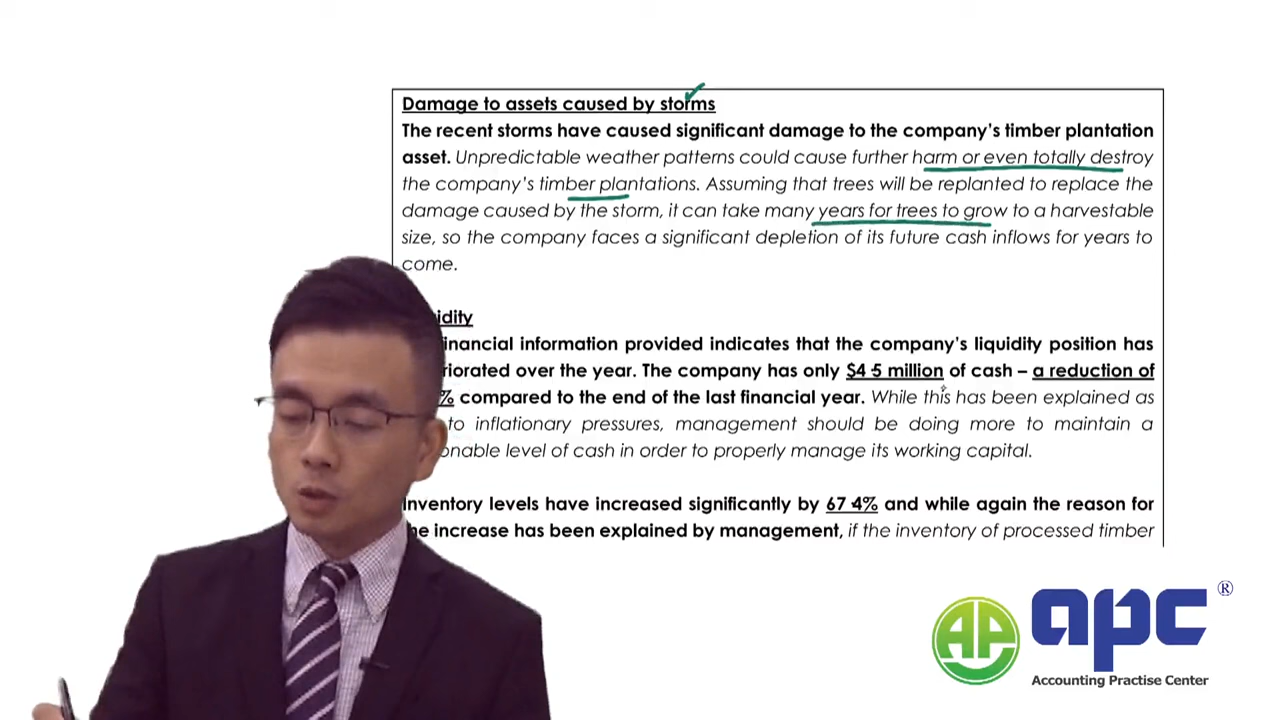 Damage to assets caused by storms
The recent storms have caused significant damage to the company's timber plantation
asset. Unpredictable weather patterns could cause further harm or even totally destroy
the company's timber plantations. Assuming that trees will be replanted to replace the
damage caused by the storm, it can take many years for trees to grow to a harvestable
size, so the company faces a significant depletion of its future cash inflows for years to
come.
idity
inancial information provided indicates that the company's liquidity position has
riorated over the year. The company has only $4·5 million of cash – a reduction of
% compared to the end of the last financial year. While this has been explained as
to inflationary pressures, management should be doing more to maintain a
onable level of cash in order to properly manage its working capital.
Inventory levels have increased significantly by 67·4% and while again the reason for
he increase has been explained by management, if the inventory of processed timber
AP
apc ®
Accounting Practise Center